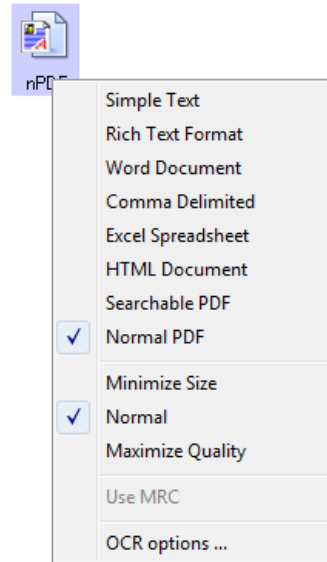 Simple Text
Rich Text Format
Word Document
Comma Delimited
Excel Spreadsheet
HTML Document
Searchable PDF
Normal PDF
Minimize Size
Normal
Maximize Quality
Use MRC
OCR options ...